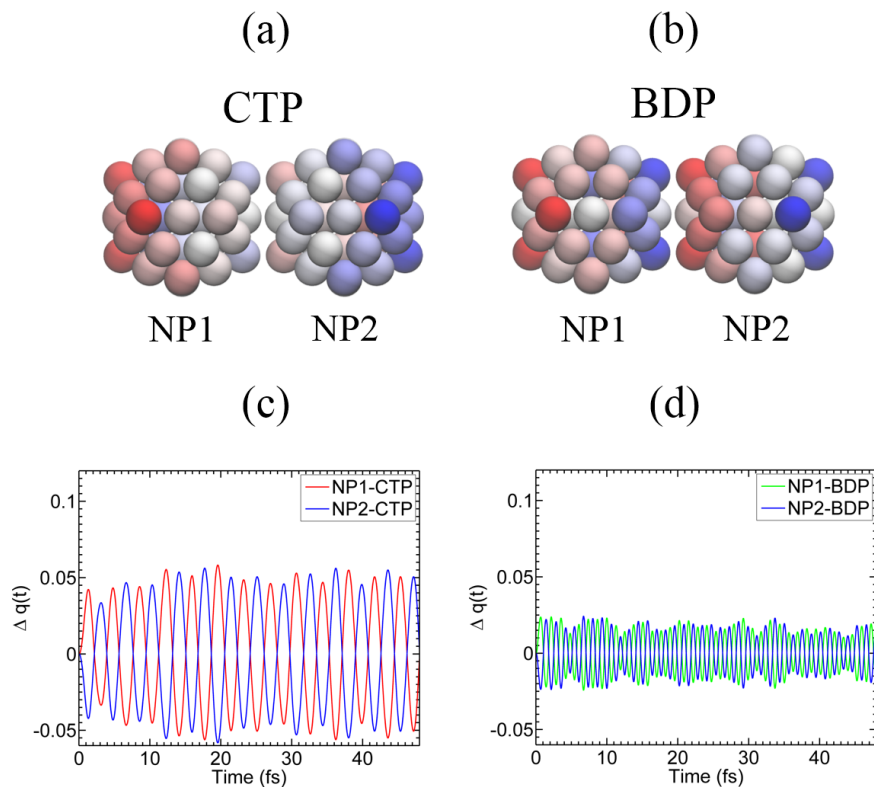 (a)
CTP
NP1 NP2
(b)
BDP
NP1 NP2
(c)
Δ q(t)
0.1
0.05
0
-0.05
NP1-CTP
NP2-CTP
0 10 20 30 40
Time (fs)
(d)
Δ q(t)
0.1
0.05
0
-0.05
NP1-BDP
NP2-BDP
0 10 20 30 40
Time (fs)